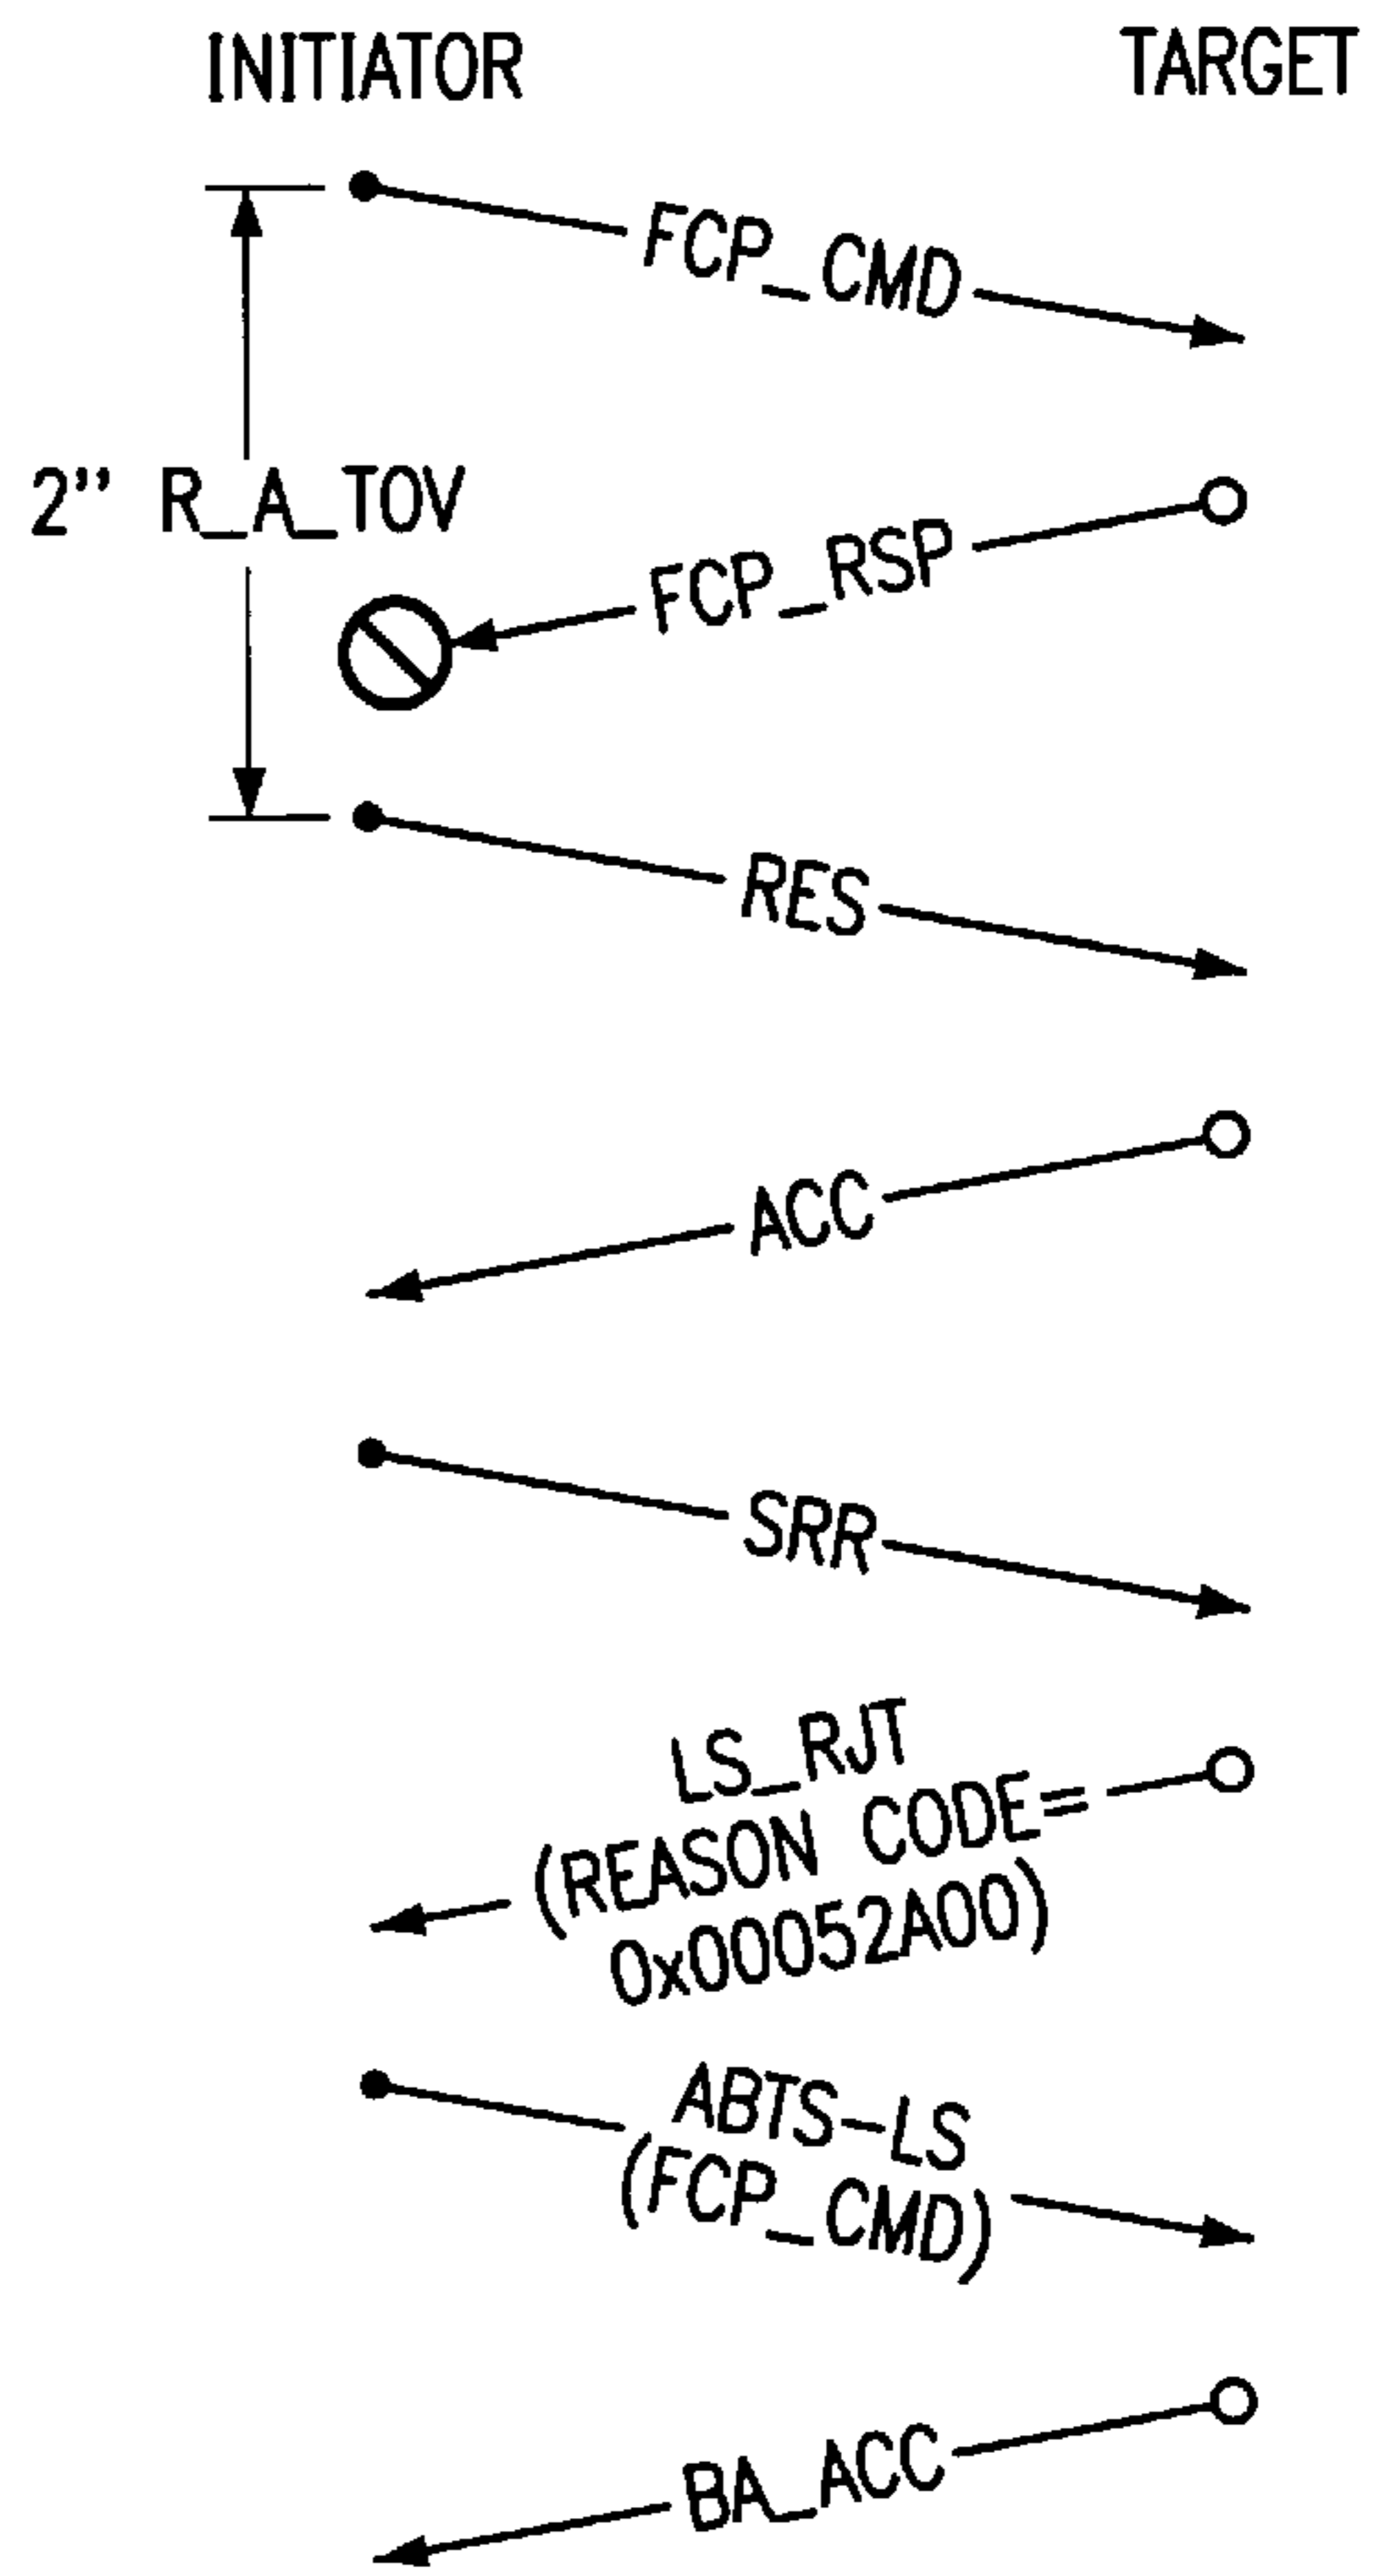 INITIATOR TARGET
FCP_CMD
2" R_A_TOV
FCP_RSP
RES
ACC
SRR
LS_RJT
(REASON CODE=
0x00052A00)
ABTS-LS
(FCP_CMD)
BA_ACC